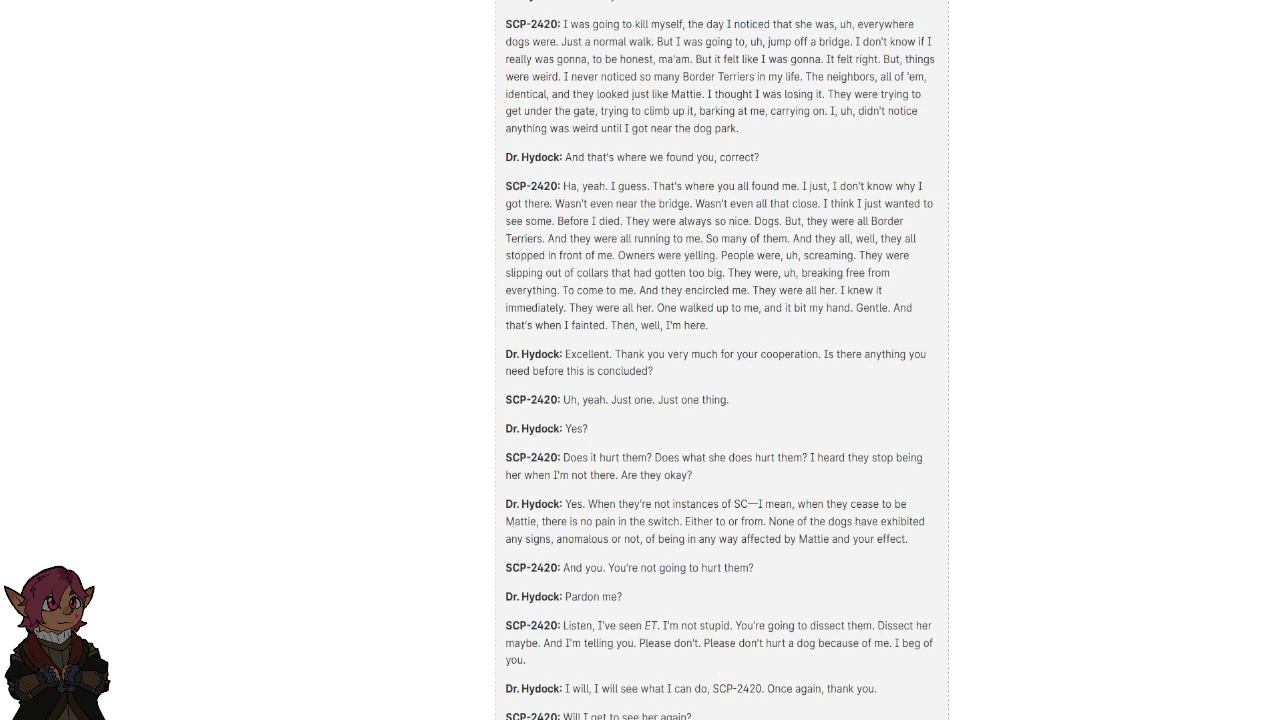 SCP-2420: I was going to kill myself, the day I noticed that she was, uh, everywhere
dogs were. Just a normal walk. But I was going to, uh, jump off a bridge. I don't know if I
really was gonna, to be honest, ma'am. But it felt like I was gonna. It felt right. But, things
were weird. I never noticed so many Border Terriers in my life. The neighbors, all of 'em,
identical, and they looked just like Mattie. I thought I was losing it. They were trying to
get under the gate, trying to climb up it, barking at me, carrying on. I, uh, didn't notice
anything was weird until I got near the dog park.
Dr. Hydock: And that's where we found you, correct?
SCP-2420: Ha, yeah. I guess. That's where you all found me. I just, I don't know why I
got there. Wasn't even near the bridge. Wasn't even all that close. I think I just wanted to
see some. Before I died. They were always so nice. Dogs. But, they were all Border
Terriers. And they were all running to me. So many of them. And they all, well, they all
stopped in front of me. Owners were yelling. People were, uh, screaming. They were
slipping out of collars that had gotten too big. They were, uh, breaking free from
everything. To come to me. And they encircled me. They were all her. I knew it
immediately. They were all her. One walked up to me, and it bit my hand. Gentle. And
that's when I fainted. Then, well, I'm here.
Dr. Hydock: Excellent. Thank you very much for your cooperation. Is there anything you
need before this is concluded?
SCP-2420: Uh, yeah. Just one. Just one thing.
Dr. Hydock: Yes?
SCP-2420: Does it hurt them? Does what she does hurt them? I heard they stop being
her when I'm not there. Are they okay?
Dr. Hydock: Yes. When they're not instances of SC—I mean, when they cease to be
Mattie, there is no pain in the switch. Either to or from. None of the dogs have exhibited
any signs, anomalous or not, of being in any way affected by Mattie and your effect.
SCP-2420: And you. You're not going to hurt them?
Dr. Hydock: Pardon me?
SCP-2420: Listen, I've seen ET. I'm not stupid. You're going to dissect them. Dissect her
maybe. And I'm telling you. Please don't. Please don't hurt a dog because of me. I beg of
you.
Dr. Hydock: I will, I will see what I can do, SCP-2420. Once again, thank you.
SCP-2420: Will I get to see her again?